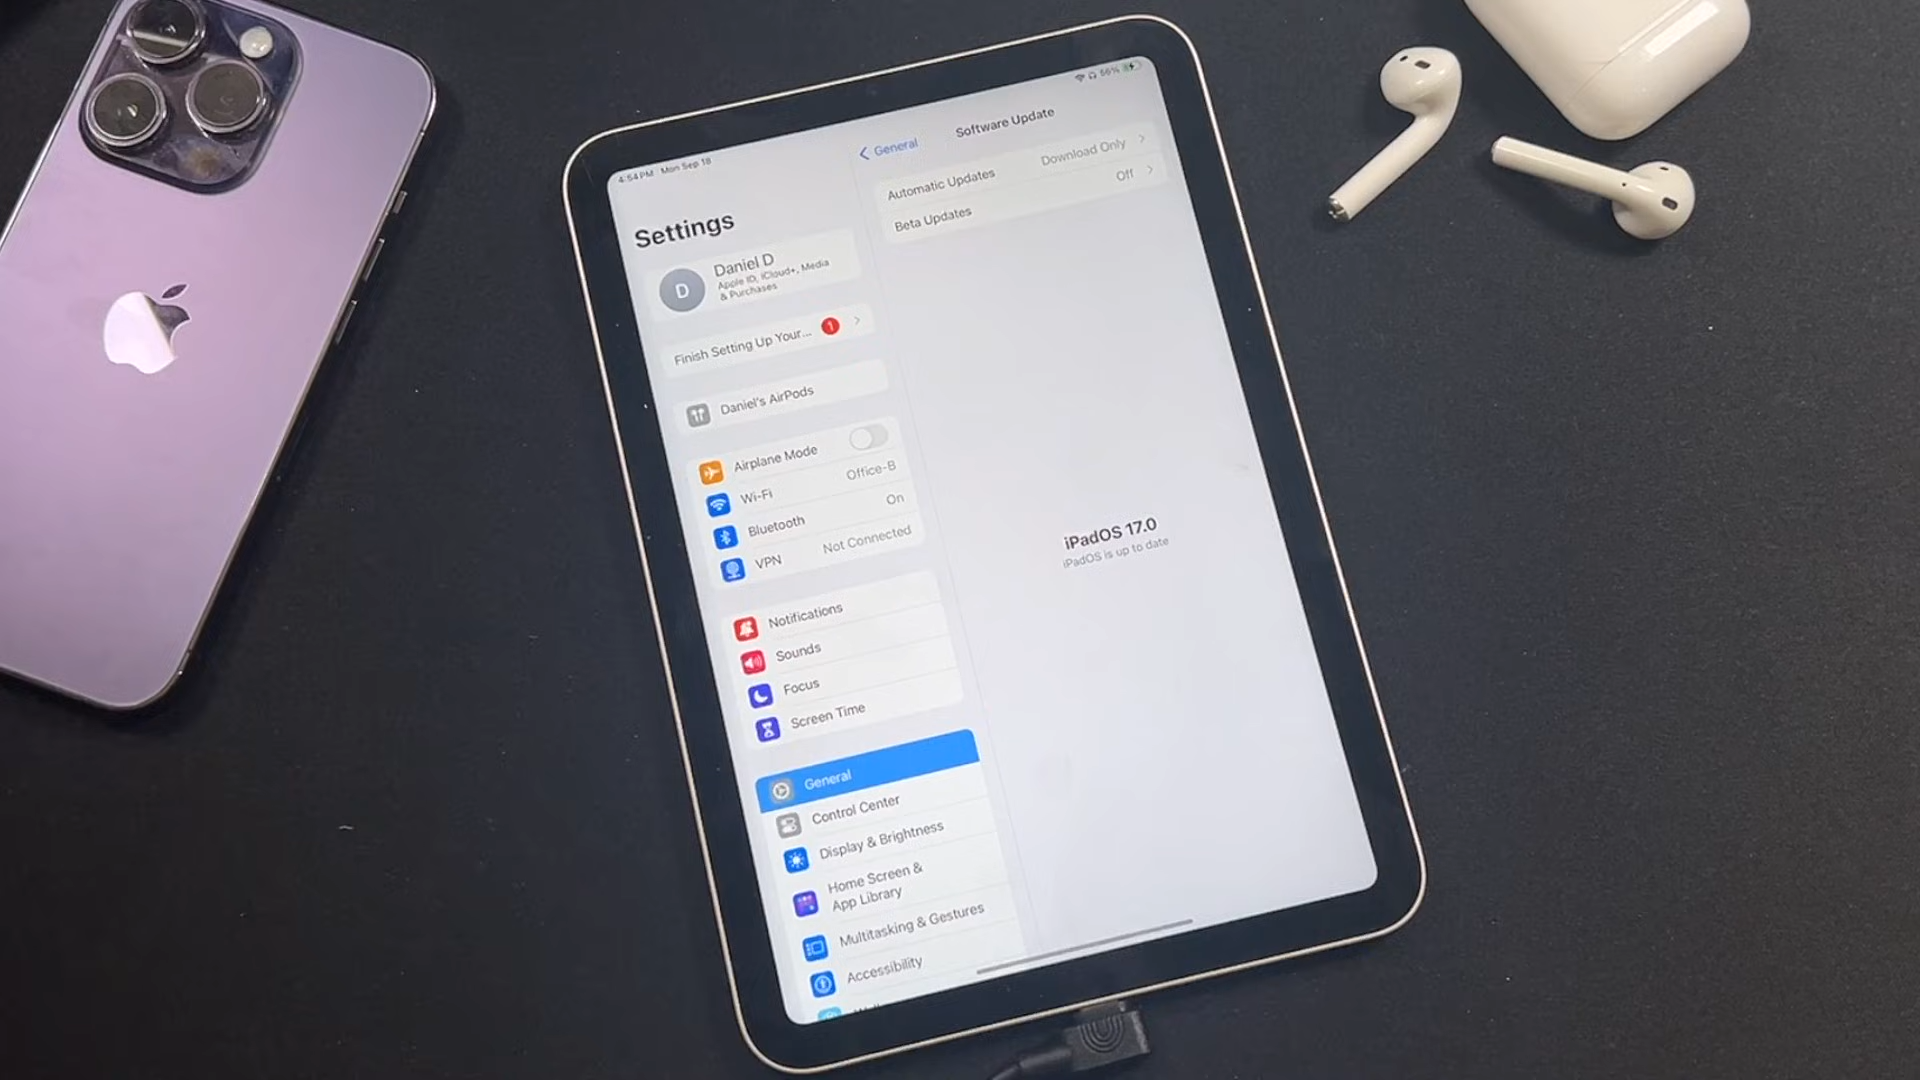 4:54 PM Mon Sep 18
56%
Settings
D
Daniel D
Apple ID, iCloud+, Media
& Purchases
Finish Setting Up Your...
1
Daniel's AirPods
Airplane Mode
Wi-Fi
Office-B
Bluetooth
On
VPN
Not Connected
Notifications
Sounds
Focus
Screen Time
General
Control Center
Display & Brightness
Home Screen &
App Library
Multitasking & Gestures
Accessibility
General
Software Update
Automatic Updates
Download Only
Beta Updates
Off
iPadOS 17.0
iPadOS is up to date